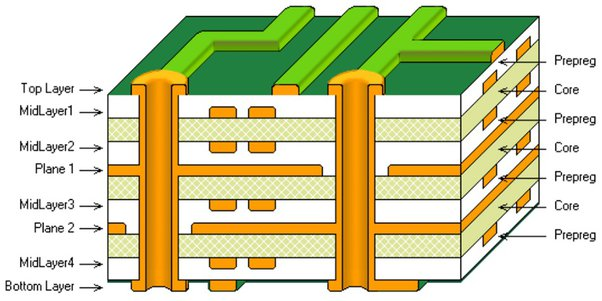 Top Layer
MidLayer1
MidLayer2
Plane 1
MidLayer3
Plane 2
MidLayer4
Bottom Layer
Prepreg
Core
Prepreg
Core
Prepreg
Core
Prepreg